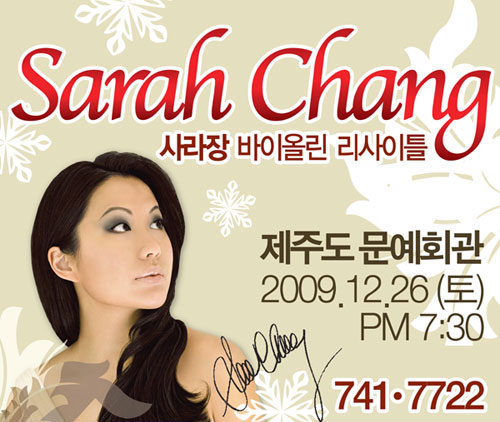 Sarah Chang
사라장 바이올린 리사이틀
제주도 문예회관
2009.12.26 (토)
PM 7:30
741·7722